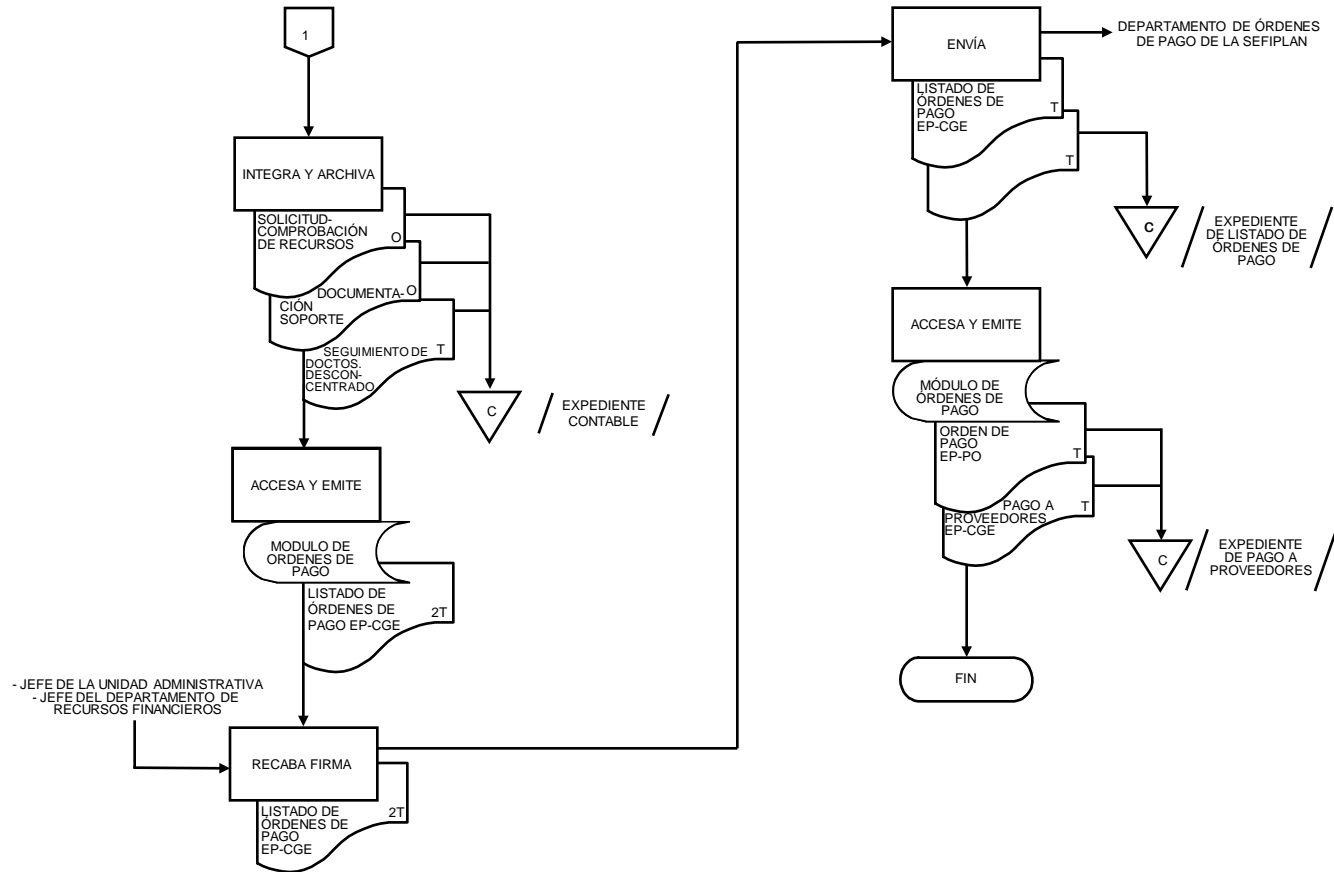 1
INTEGRA Y ARCHIVA
SOLICITUD-
COMPROBACIÓN
DE RECURSOS
O
DOCUMENTA-
O
CIÓN
SOPORTE
SEGUIMIENTO DE
T
DOCTOS.
DESCON-
CENTRADO
C
EXPEDIENTE
CONTABLE
ACCESA Y EMITE
MODULO DE
ORDENES DE
PAGO
LISTADO DE
ÓRDENES DE
PAGO EP-CGE
2T
- JEFE DE LA UNIDAD ADMINISTRATIVA
- JEFE DEL DEPARTAMENTO DE
RECURSOS FINANCIEROS
RECABA FIRMA
LISTADO DE
ÓRDENES DE
PAGO
EP-CGE
2T
ENVÍA
DEPARTAMENTO DE ÓRDENES
DE PAGO DE LA SEFIPLAN
LISTADO DE
ÓRDENES DE
PAGO
EP-CGE
T
T
C
EXPEDIENTE
DE LISTADO DE
ÓRDENES DE
PAGO
ACCESA Y EMITE
MÓDULO DE
ÓRDENES DE
PAGO
ORDEN DE
PAGO
EP-PO
T
PAGO A
PROVEEDORES
EP-CGE
T
C
EXPEDIENTE
DE PAGO A
PROVEEDORES
FIN